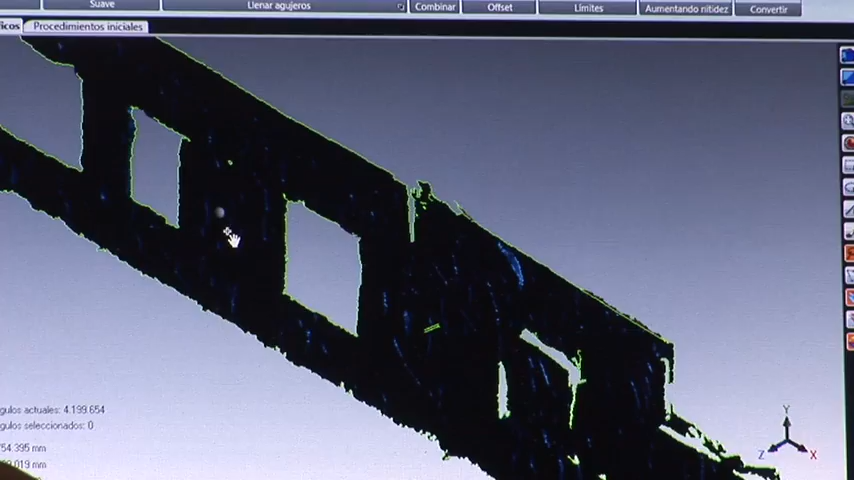 Suave
Llenar agujeros
Combinar
Offset
Límites
Aumentando nitidez
Convertir
ficos
Procedimientos iniciales
gulos actuales: 4.199.654
gulos seleccionados: 0
54.395 mm
.019 mm
Y
Z
X